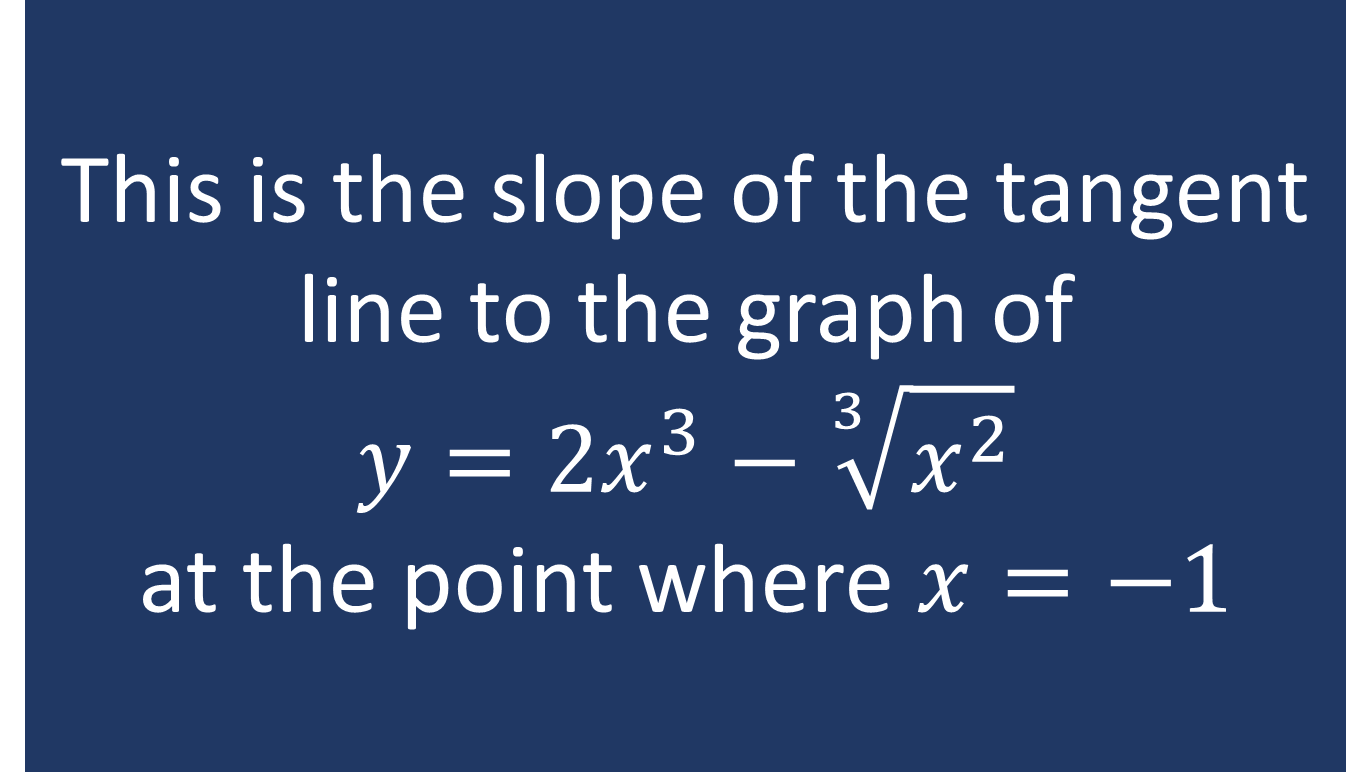 This is the slope of the tangent
line to the graph of
𝑦 = 2𝑥³ − ∛𝑥²
at the point where 𝑥 = −1